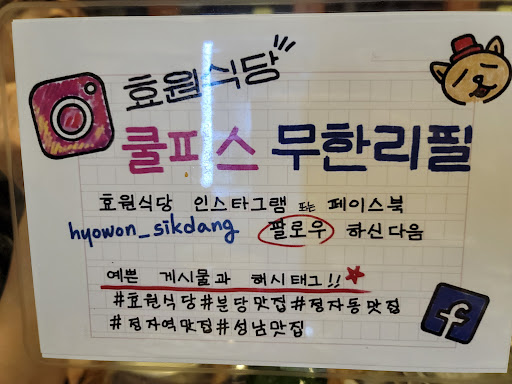 효원식당
쿨피스 무한리필
효원식당 인스타그램 또는 페이스북
hyowon_sikdang 팔로우 하신다음
예쁜 게시물과 해시태그!!
#효원식당#분당맛집#정자동맛집
#정자역맛집#성남맛집